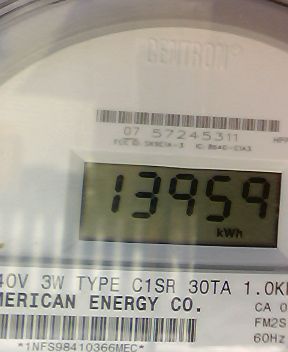 CENTRON®
07 57245311
13959
kWh
40V 3W TYPE C1SR 30TA 1.0K
MERICAN ENERGY CO.
CA 0
FM2S
60Hz
*1NFS98410366MEC*